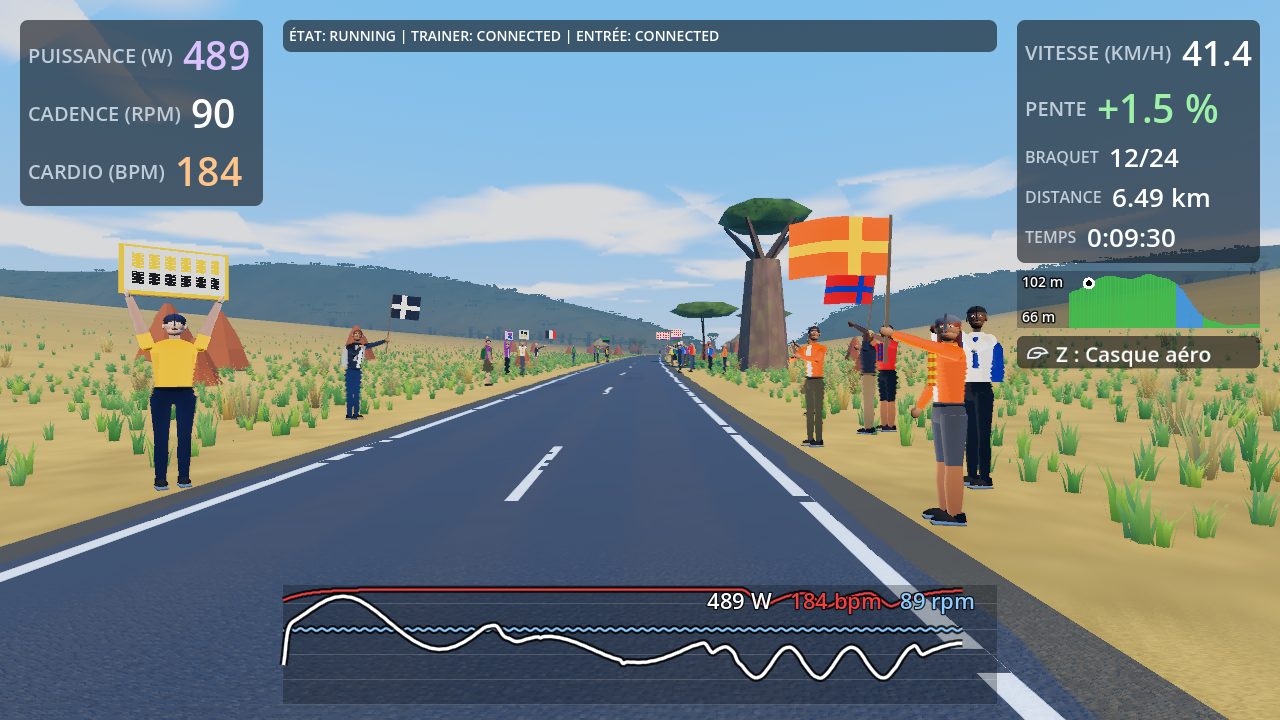 ÉTAT: RUNNING | TRAINER: CONNECTED | ENTRÉE: CONNECTED
PUISSANCE (W) 489
CADENCE (RPM) 90
CARDIO (BPM) 184
VITESSE (KM/H) 41.4
PENTE +1.5 %
BRAQUET 12/24
DISTANCE 6.49 km
TEMPS 0:09:30
102 m
66 m
Z : Casque aéro
489 W 184 bpm 89 rpm